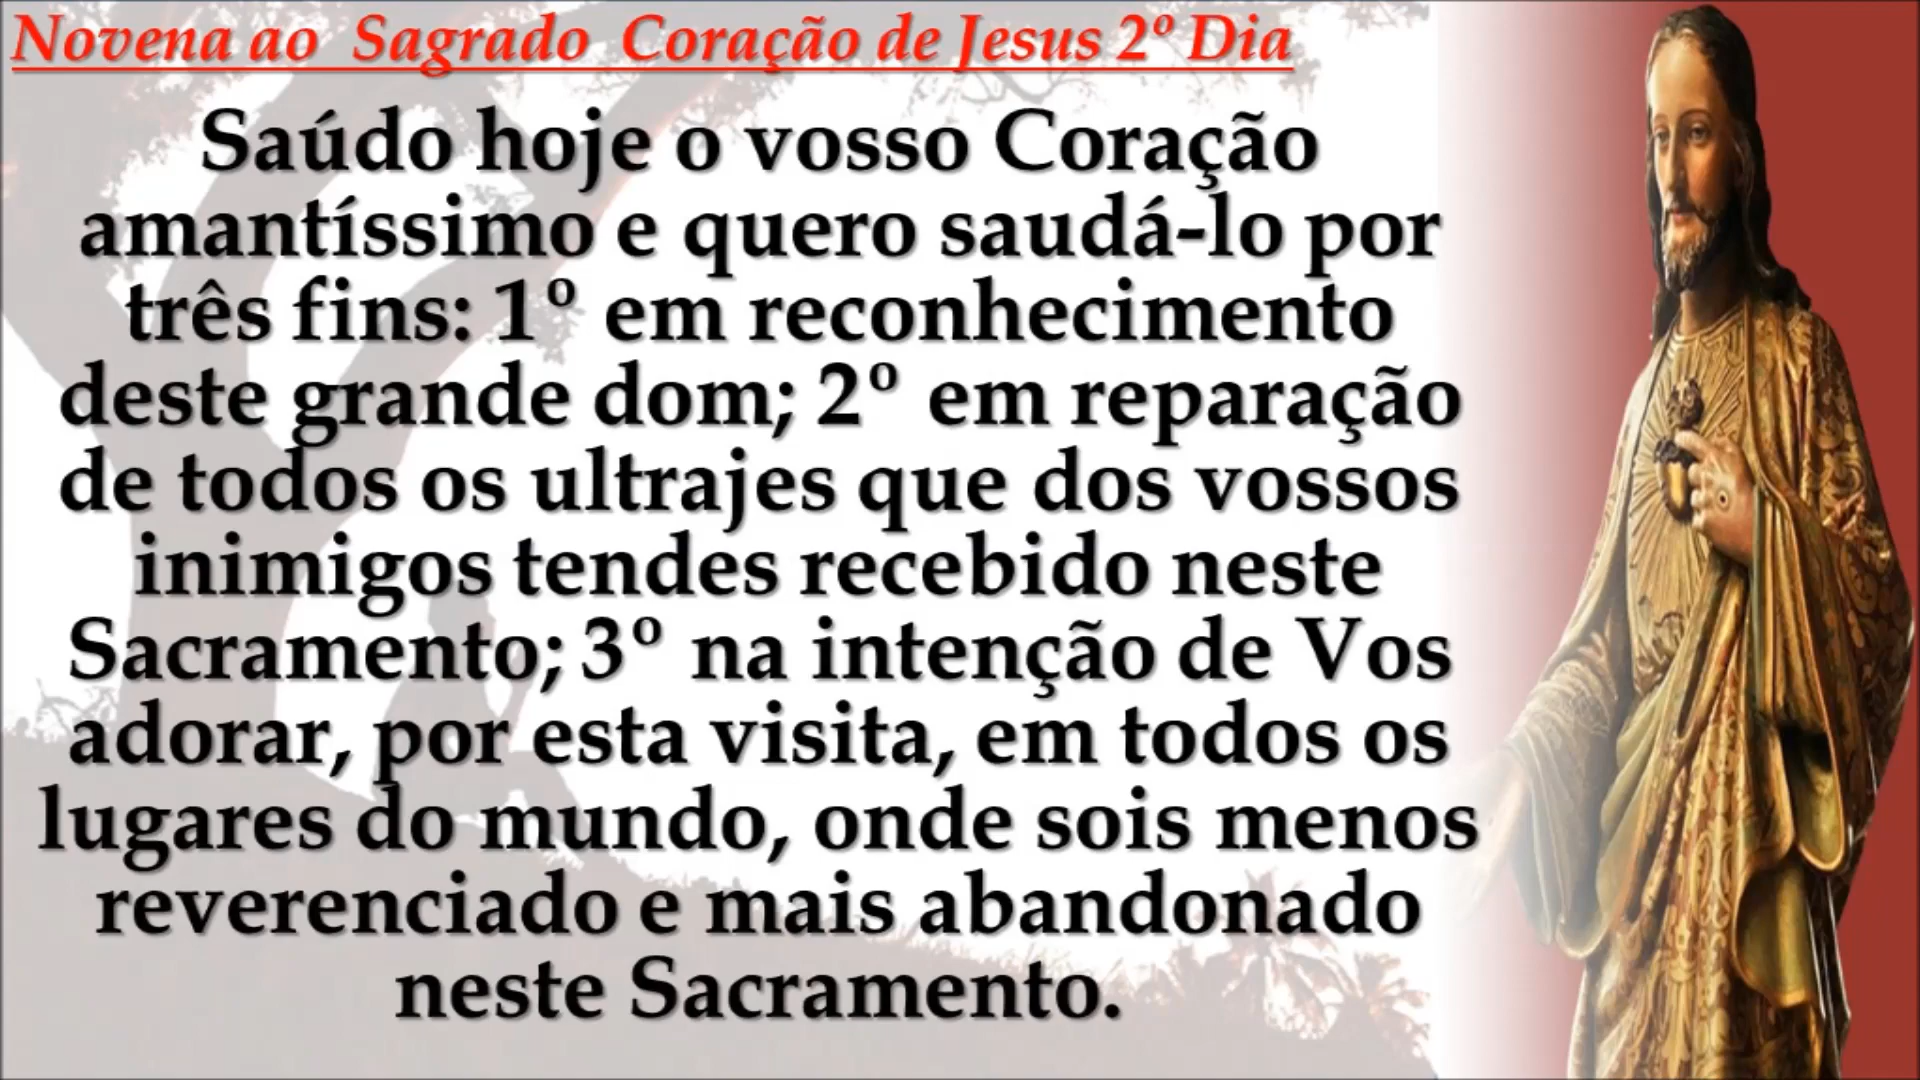 Novena ao Sagrado Coração de Jesus 2º Dia
Saúdo hoje o vosso Coração
amantíssimo e quero saudá-lo por
três fins: 1º em reconhecimento
deste grande dom; 2º em reparação
de todos os ultrajes que dos vossos
inimigos tendes recebido neste
Sacramento; 3º na intenção de Vos
adorar, por esta visita, em todos os
lugares do mundo, onde sois menos
reverenciado e mais abandonado
neste Sacramento.